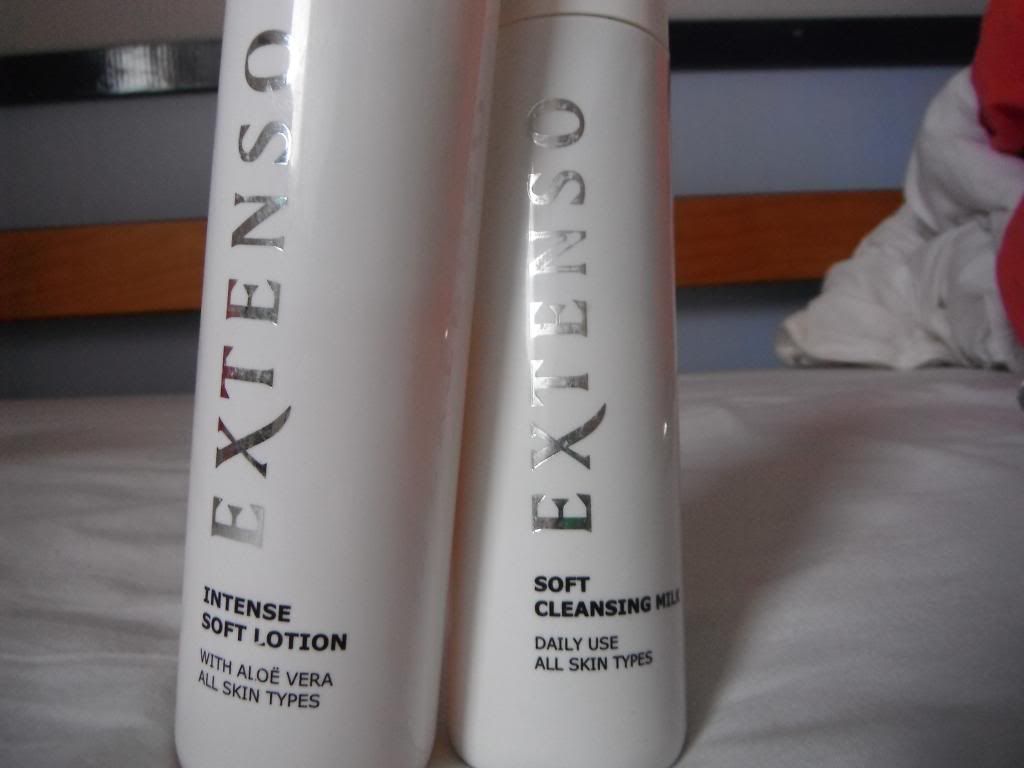 EXTENSO
INTENSE
SOFT LOTION
WITH ALOË VERA
ALL SKIN TYPES
EXTENSO
SOFT
CLEANSING MILK
DAILY USE
ALL SKIN TYPES